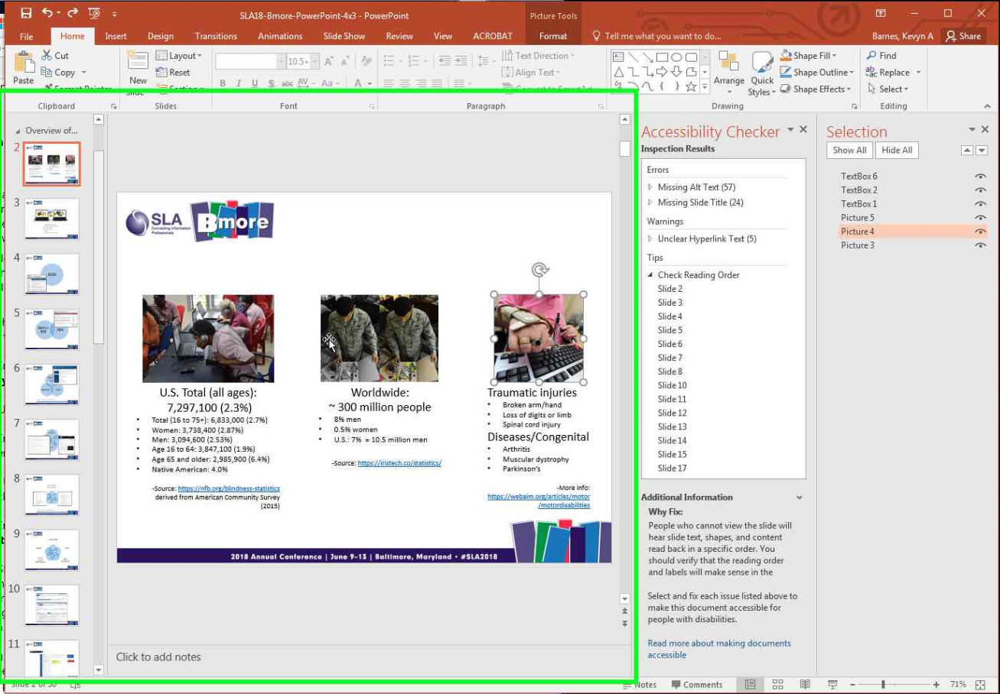 SLA18-Bmore-PowerPoint-4x3 - PowerPoint
Picture Tools
File Home Insert Design Transitions Animations Slide Show Review View ACROBAT Format Tell me what you want to do... Barnes, Kevyn A Share
Paste
Cut
Copy
Format Painter
Clipboard
New
Slide
Layout
Reset
Section
Slides
10.5+
B I U S abc AV Aa A
Font
Text Direction
Align Text
Convert to SmartArt
Paragraph
Arrange
Quick
Styles
Shape Fill
Shape Outline
Shape Effects
Drawing
Find
Replace
Select
Editing
Overview of...
2
3
4
5
6
7
8
9
10
11
SLA
Connecting Information
Professionals
Bmore
U.S. Total (all ages):
7,297,100 (2.3%)
• Total (16 to 75+): 6,833,000 (2.7%)
• Women: 3,738,400 (2.87%)
• Men: 3,094,600 (2.53%)
• Age 16 to 64: 3,847,100 (1.9%)
• Age 65 and older: 2,985,900 (6.4%)
• Native American: 4.0%
-Source: https://nfb.org/blindness-statistics
derived from American Community Survey
(2015)
Worldwide:
~ 300 million people
• 8% men
• 0.5% women
• U.S.: 7% = 10.5 million men
-Source: https://iristech.co/statistics/
Traumatic injuries
• Broken arm/hand
• Loss of digits or limb
• Spinal cord injury
Diseases/Congenital
• Arthritis
• Muscular dystrophy
• Parkinson's
-More info:
https://webaim.org/articles/motor
/motordisabilities
2018 Annual Conference | June 9-13 | Baltimore, Maryland • #SLA2018
Click to add notes
Accessibility Checker
Inspection Results
Errors
Missing Alt Text (57)
Missing Slide Title (24)
Warnings
Unclear Hyperlink Text (5)
Tips
Check Reading Order
Slide 2
Slide 3
Slide 4
Slide 5
Slide 6
Slide 7
Slide 8
Slide 10
Slide 11
Slide 12
Slide 13
Slide 14
Slide 15
Slide 17
Additional Information
Why Fix:
People who cannot view the slide will
hear slide text, shapes, and content
read back in a specific order. You
should verify that the reading order
and labels will make sense in the
Select and fix each issue listed above to
make this document accessible for
people with disabilities.
Read more about making documents
accessible
Selection
Show All Hide All
TextBox 6
TextBox 2
TextBox 1
Picture 5
Picture 4
Picture 3
Notes Comments 71%